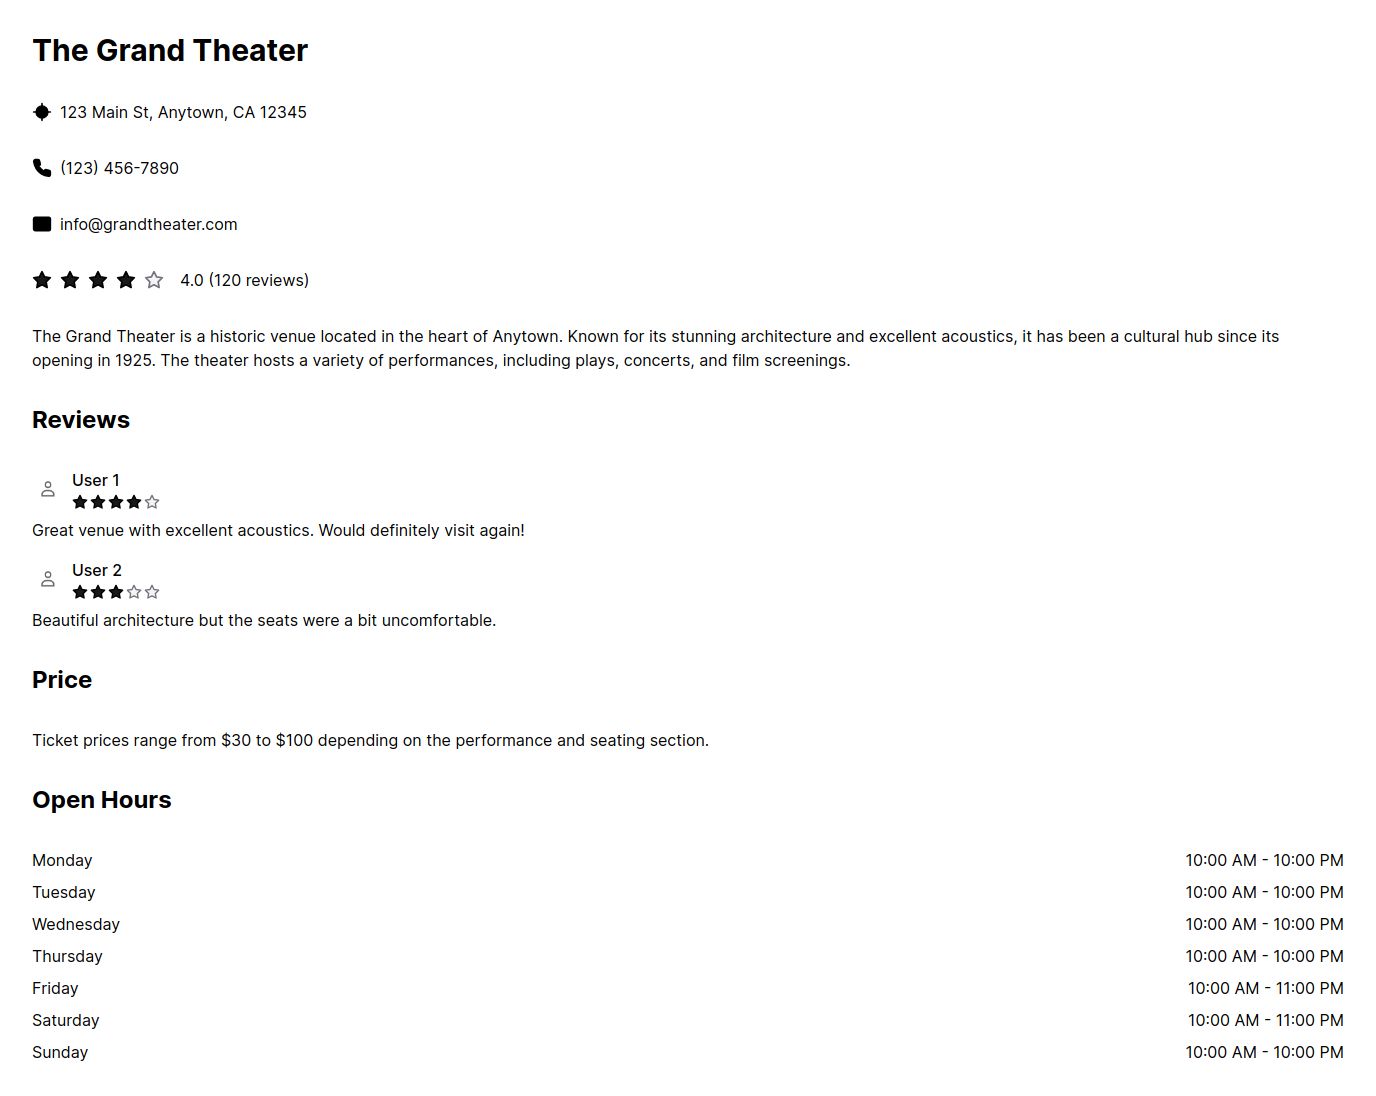 The Grand Theater
123 Main St, Anytown, CA 12345
(123) 456-7890
info@grandtheater.com
4.0 (120 reviews)
The Grand Theater is a historic venue located in the heart of Anytown. Known for its stunning architecture and excellent acoustics, it has been a cultural hub since its
opening in 1925. The theater hosts a variety of performances, including plays, concerts, and film screenings.
Reviews
User 1
Great venue with excellent acoustics. Would definitely visit again!
User 2
Beautiful architecture but the seats were a bit uncomfortable.
Price
Ticket prices range from $30 to $100 depending on the performance and seating section.
Open Hours
Monday 10:00 AM - 10:00 PM
Tuesday 10:00 AM - 10:00 PM
Wednesday 10:00 AM - 10:00 PM
Thursday 10:00 AM - 10:00 PM
Friday 10:00 AM - 11:00 PM
Saturday 10:00 AM - 11:00 PM
Sunday 10:00 AM - 10:00 PM